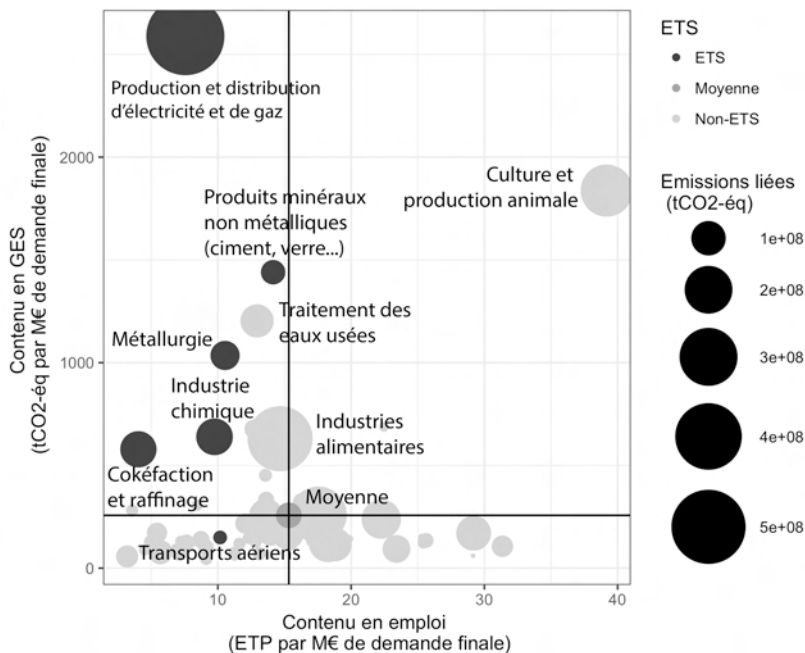 Production et distribution
d'électricité et de gaz
Culture et
production animale
Produits minéraux
non métalliques
(ciment, verre...)
Traitement des
eaux usées
Métallurgie
Industrie
chimique
Industries
alimentaires
Cokéfaction
et raffinage
Moyenne
Transports aériens
2000
1000
0
10
20
30
40
Contenu en GES
(tCO2-éq par M€ de demande finale)
Contenu en emploi
(ETP par M€ de demande finale)
ETS
ETS
Moyenne
Non-ETS
Emissions liées
(tCO2-éq)
1e+08
2e+08
3e+08
4e+08
5e+08